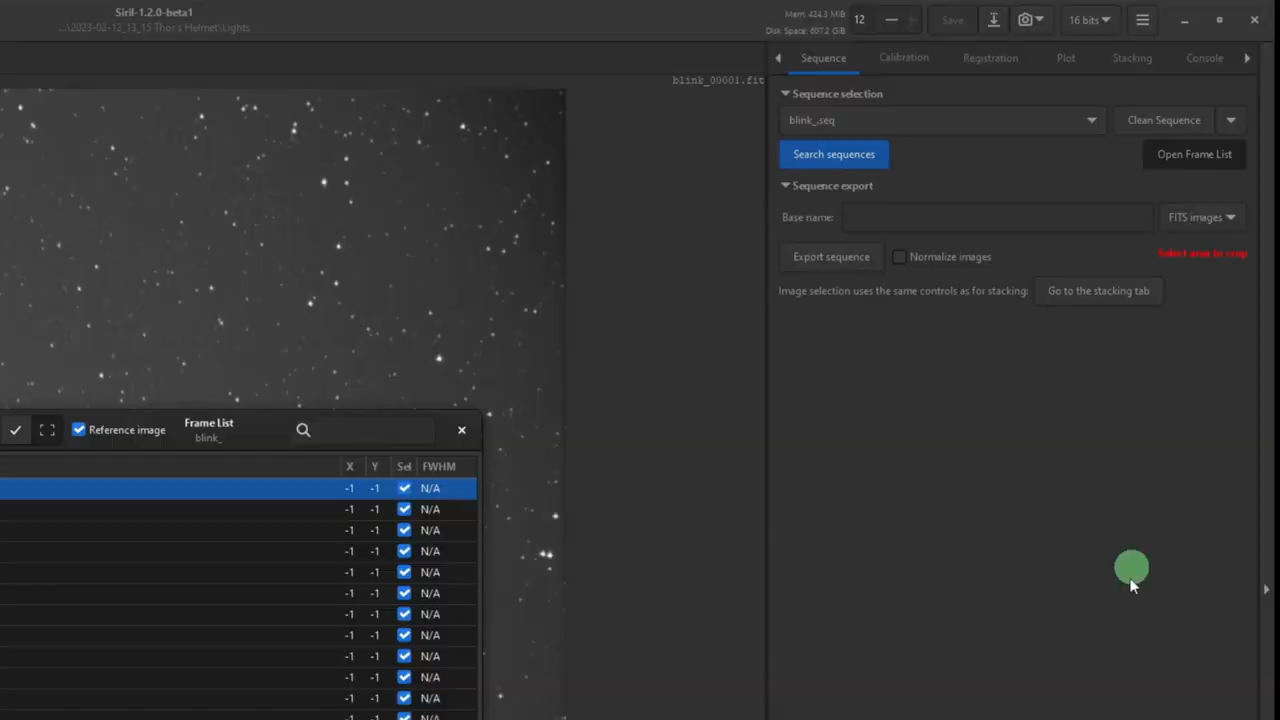 Siril-1.2.0-beta1
...\2023-02-12_13_15 Thor's Helmet\Lights
Mem: 424.3 MiB
Disk Space: 607.2 GiB
12
Save
16 bits
Sequence Calibration Registration Plot Stacking Console
blink_00001.fit
Sequence selection
blink_.seq
Clean Sequence
Search sequences
Open Frame List
Sequence export
Base name:
FITS images
Export sequence
Normalize images
Select area to crop
Image selection uses the same controls as for stacking:
Go to the stacking tab
Reference image
Frame List
blink_
X Y Sel FWHM
-1 -1 N/A
-1 -1 N/A
-1 -1 N/A
-1 -1 N/A
-1 -1 N/A
-1 -1 N/A
-1 -1 N/A
-1 -1 N/A
-1 -1 N/A
-1 -1 N/A
-1 -1 N/A